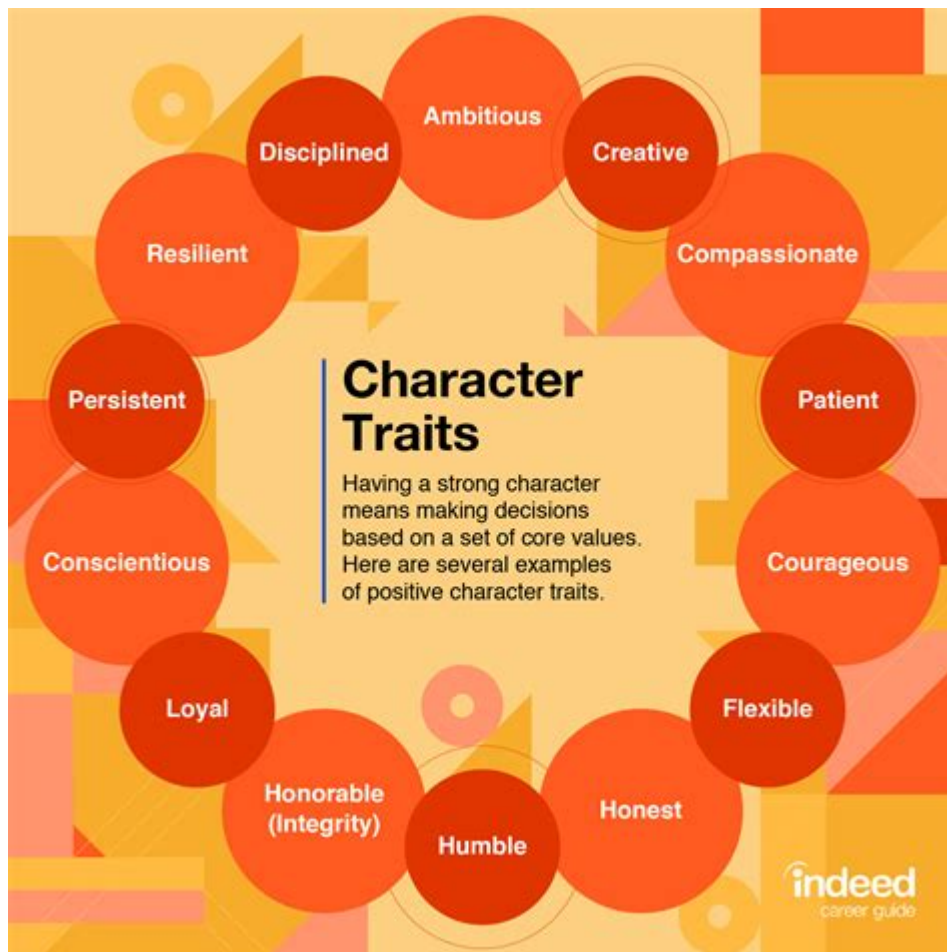 Character
Traits
Having a strong character
means making decisions
based on a set of core values.
Here are several examples
of positive character traits.
Ambitious
Creative
Compassionate
Patient
Courageous
Flexible
Honest
Humble
Honorable
(Integrity)
Loyal
Conscientious
Persistent
Resilient
Disciplined
indeed
career guide